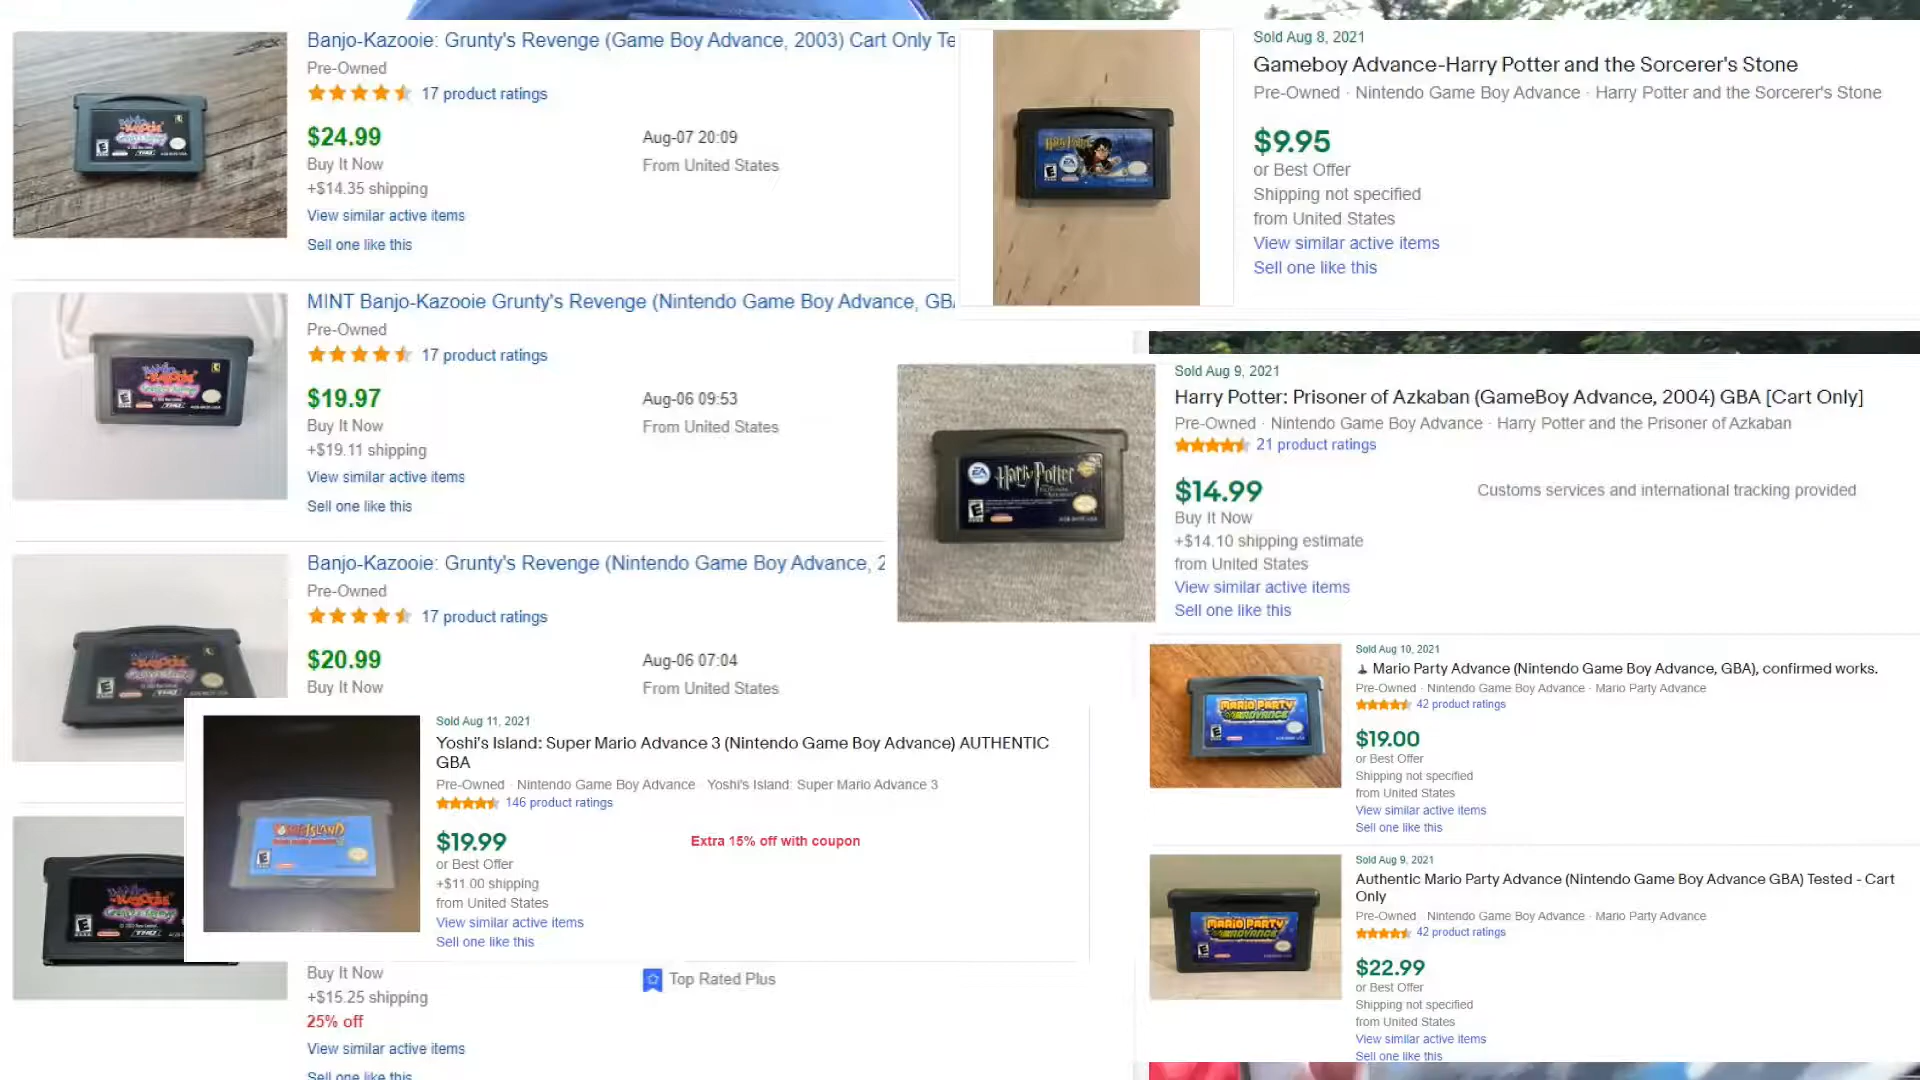 Banjo-Kazooie: Grunty's Revenge (Game Boy Advance, 2003) Cart Only Te
Pre-Owned
17 product ratings
$24.99
Buy It Now
+$14.35 shipping
View similar active items
Sell one like this
Aug-07 20:09
From United States
MINT Banjo-Kazooie Grunty's Revenge (Nintendo Game Boy Advance, GB
Pre-Owned
17 product ratings
$19.97
Buy It Now
+$19.11 shipping
View similar active items
Sell one like this
Aug-06 09:53
From United States
Banjo-Kazooie: Grunty's Revenge (Nintendo Game Boy Advance, 2
Pre-Owned
17 product ratings
$20.99
Buy It Now
Aug-06 07:04
From United States
Sold Aug 11, 2021
Yoshi's Island: Super Mario Advance 3 (Nintendo Game Boy Advance) AUTHENTIC
GBA
Pre-Owned · Nintendo Game Boy Advance · Yoshi's Island: Super Mario Advance 3
146 product ratings
$19.99
or Best Offer
+$11.00 shipping
from United States
View similar active items
Sell one like this
Extra 15% off with coupon
Buy It Now
+$15.25 shipping
25% off
View similar active items
Sell one like this
Top Rated Plus
Sold Aug 8, 2021
Gameboy Advance-Harry Potter and the Sorcerer's Stone
Pre-Owned · Nintendo Game Boy Advance · Harry Potter and the Sorcerer's Stone
$9.95
or Best Offer
Shipping not specified
from United States
View similar active items
Sell one like this
Harry Potter
Sold Aug 9, 2021
Harry Potter: Prisoner of Azkaban (GameBoy Advance, 2004) GBA [Cart Only]
Pre-Owned · Nintendo Game Boy Advance · Harry Potter and the Prisoner of Azkaban
21 product ratings
$14.99
Buy It Now
+$14.10 shipping estimate
from United States
View similar active items
Sell one like this
Customs services and international tracking provided
EA
Harry Potter
Sold Aug 10, 2021
Mario Party Advance (Nintendo Game Boy Advance, GBA), confirmed works.
Pre-Owned · Nintendo Game Boy Advance · Mario Party Advance
42 product ratings
$19.00
or Best Offer
Shipping not specified
from United States
View similar active items
Sell one like this
MARIO PARTY
ADVANCE
Sold Aug 9, 2021
Authentic Mario Party Advance (Nintendo Game Boy Advance GBA) Tested - Cart
Only
Pre-Owned · Nintendo Game Boy Advance · Mario Party Advance
42 product ratings
$22.99
or Best Offer
Shipping not specified
from United States
View similar active items
Sell one like this
MARIO PARTY
ADVANCE